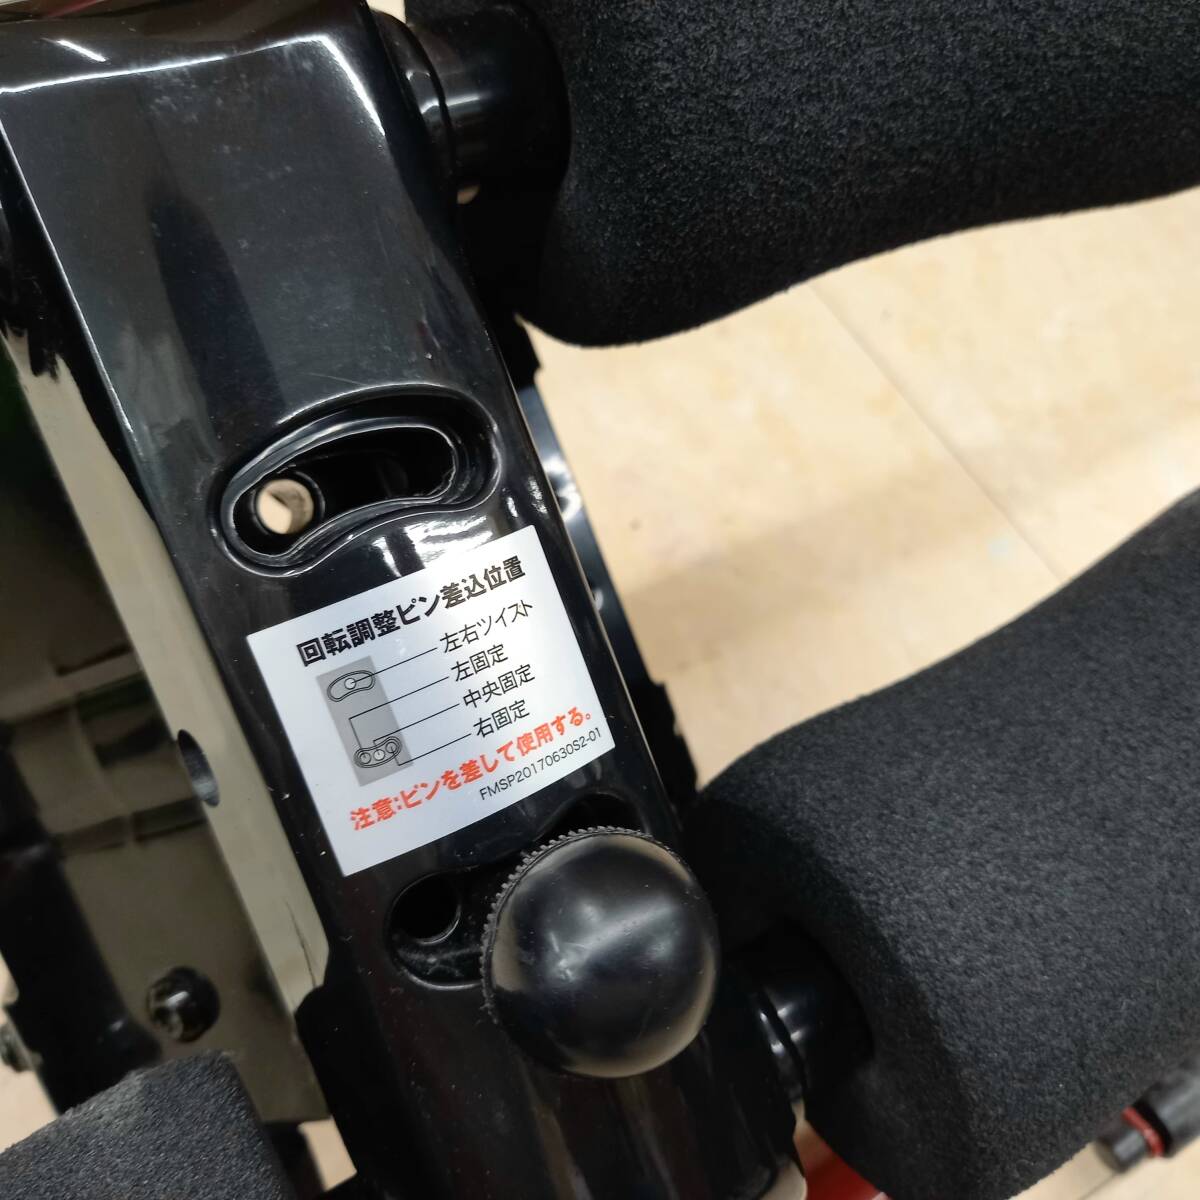 回転調整ピン差込位置
左右ツイスト
左固定
中央固定
右固定
注意:ピンを差して使用する。
FMSP20170630S2-01